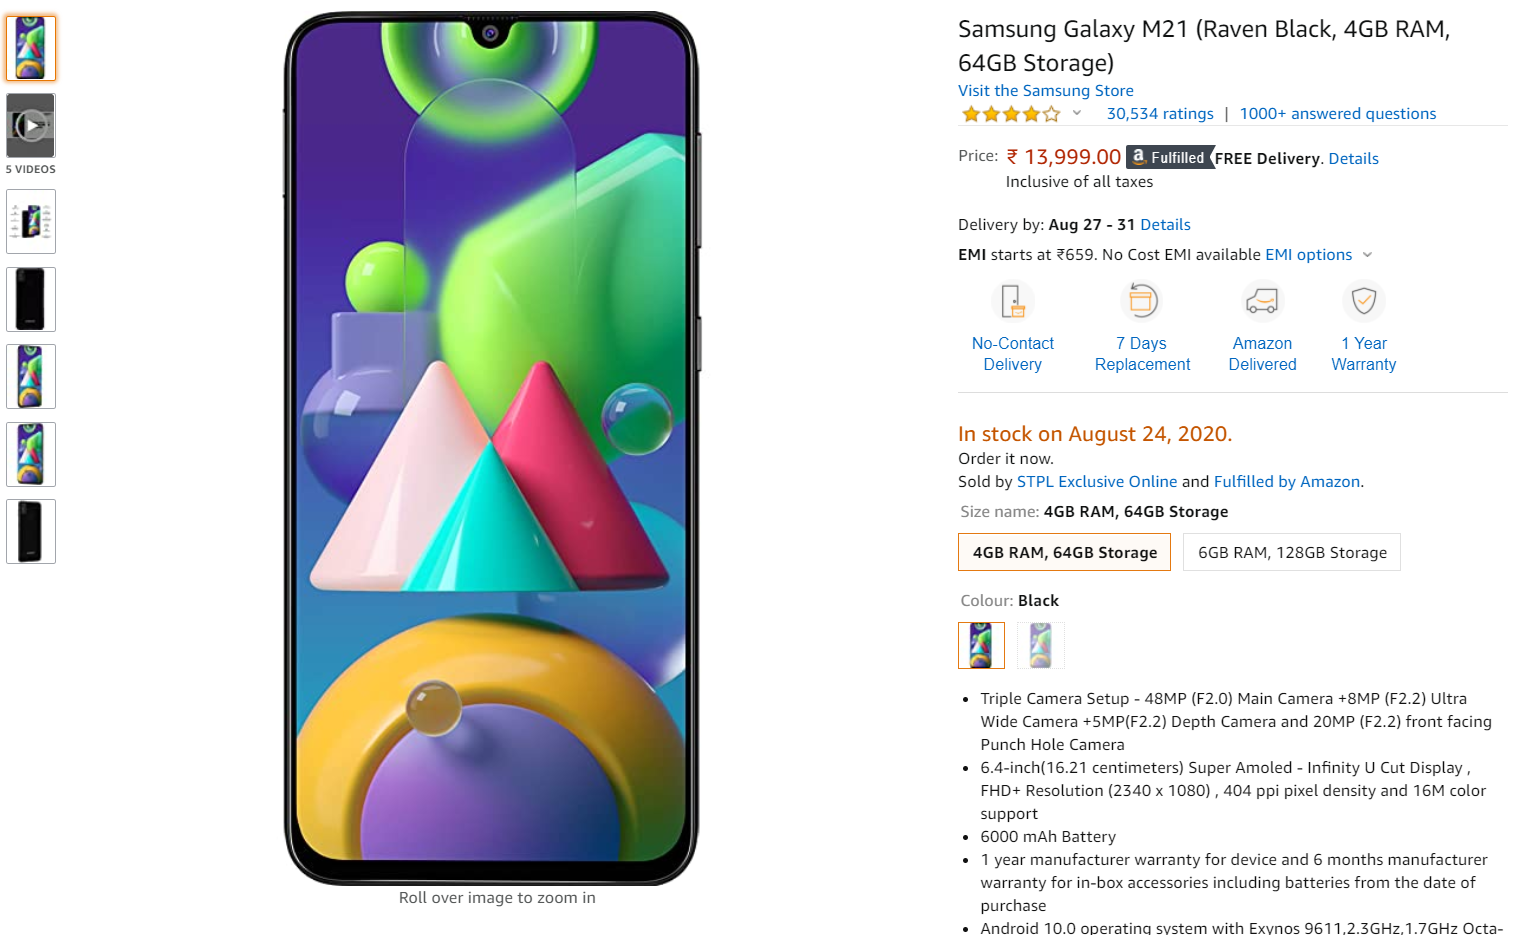 5 VIDEOS
Roll over image to zoom in
Samsung Galaxy M21 (Raven Black, 4GB RAM,
64GB Storage)
Visit the Samsung Store
30,534 ratings | 1000+ answered questions
Price: ₹ 13,999.00 a Fulfilled FREE Delivery. Details
Inclusive of all taxes
Delivery by: Aug 27 - 31 Details
EMI starts at ₹659. No Cost EMI available EMI options
No-Contact
Delivery
7 Days
Replacement
Amazon
Delivered
1 Year
Warranty
In stock on August 24, 2020.
Order it now.
Sold by STPL Exclusive Online and Fulfilled by Amazon.
Size name: 4GB RAM, 64GB Storage
4GB RAM, 64GB Storage
6GB RAM, 128GB Storage
Colour: Black
• Triple Camera Setup - 48MP (F2.0) Main Camera +8MP (F2.2) Ultra
Wide Camera +5MP(F2.2) Depth Camera and 20MP (F2.2) front facing
Punch Hole Camera
• 6.4-inch(16.21 centimeters) Super Amoled - Infinity U Cut Display ,
FHD+ Resolution (2340 x 1080) , 404 ppi pixel density and 16M color
support
• 6000 mAh Battery
• 1 year manufacturer warranty for device and 6 months manufacturer
warranty for in-box accessories including batteries from the date of
purchase
• Android 10.0 operating system with Exynos 9611,2.3GHz,1.7GHz Octa-